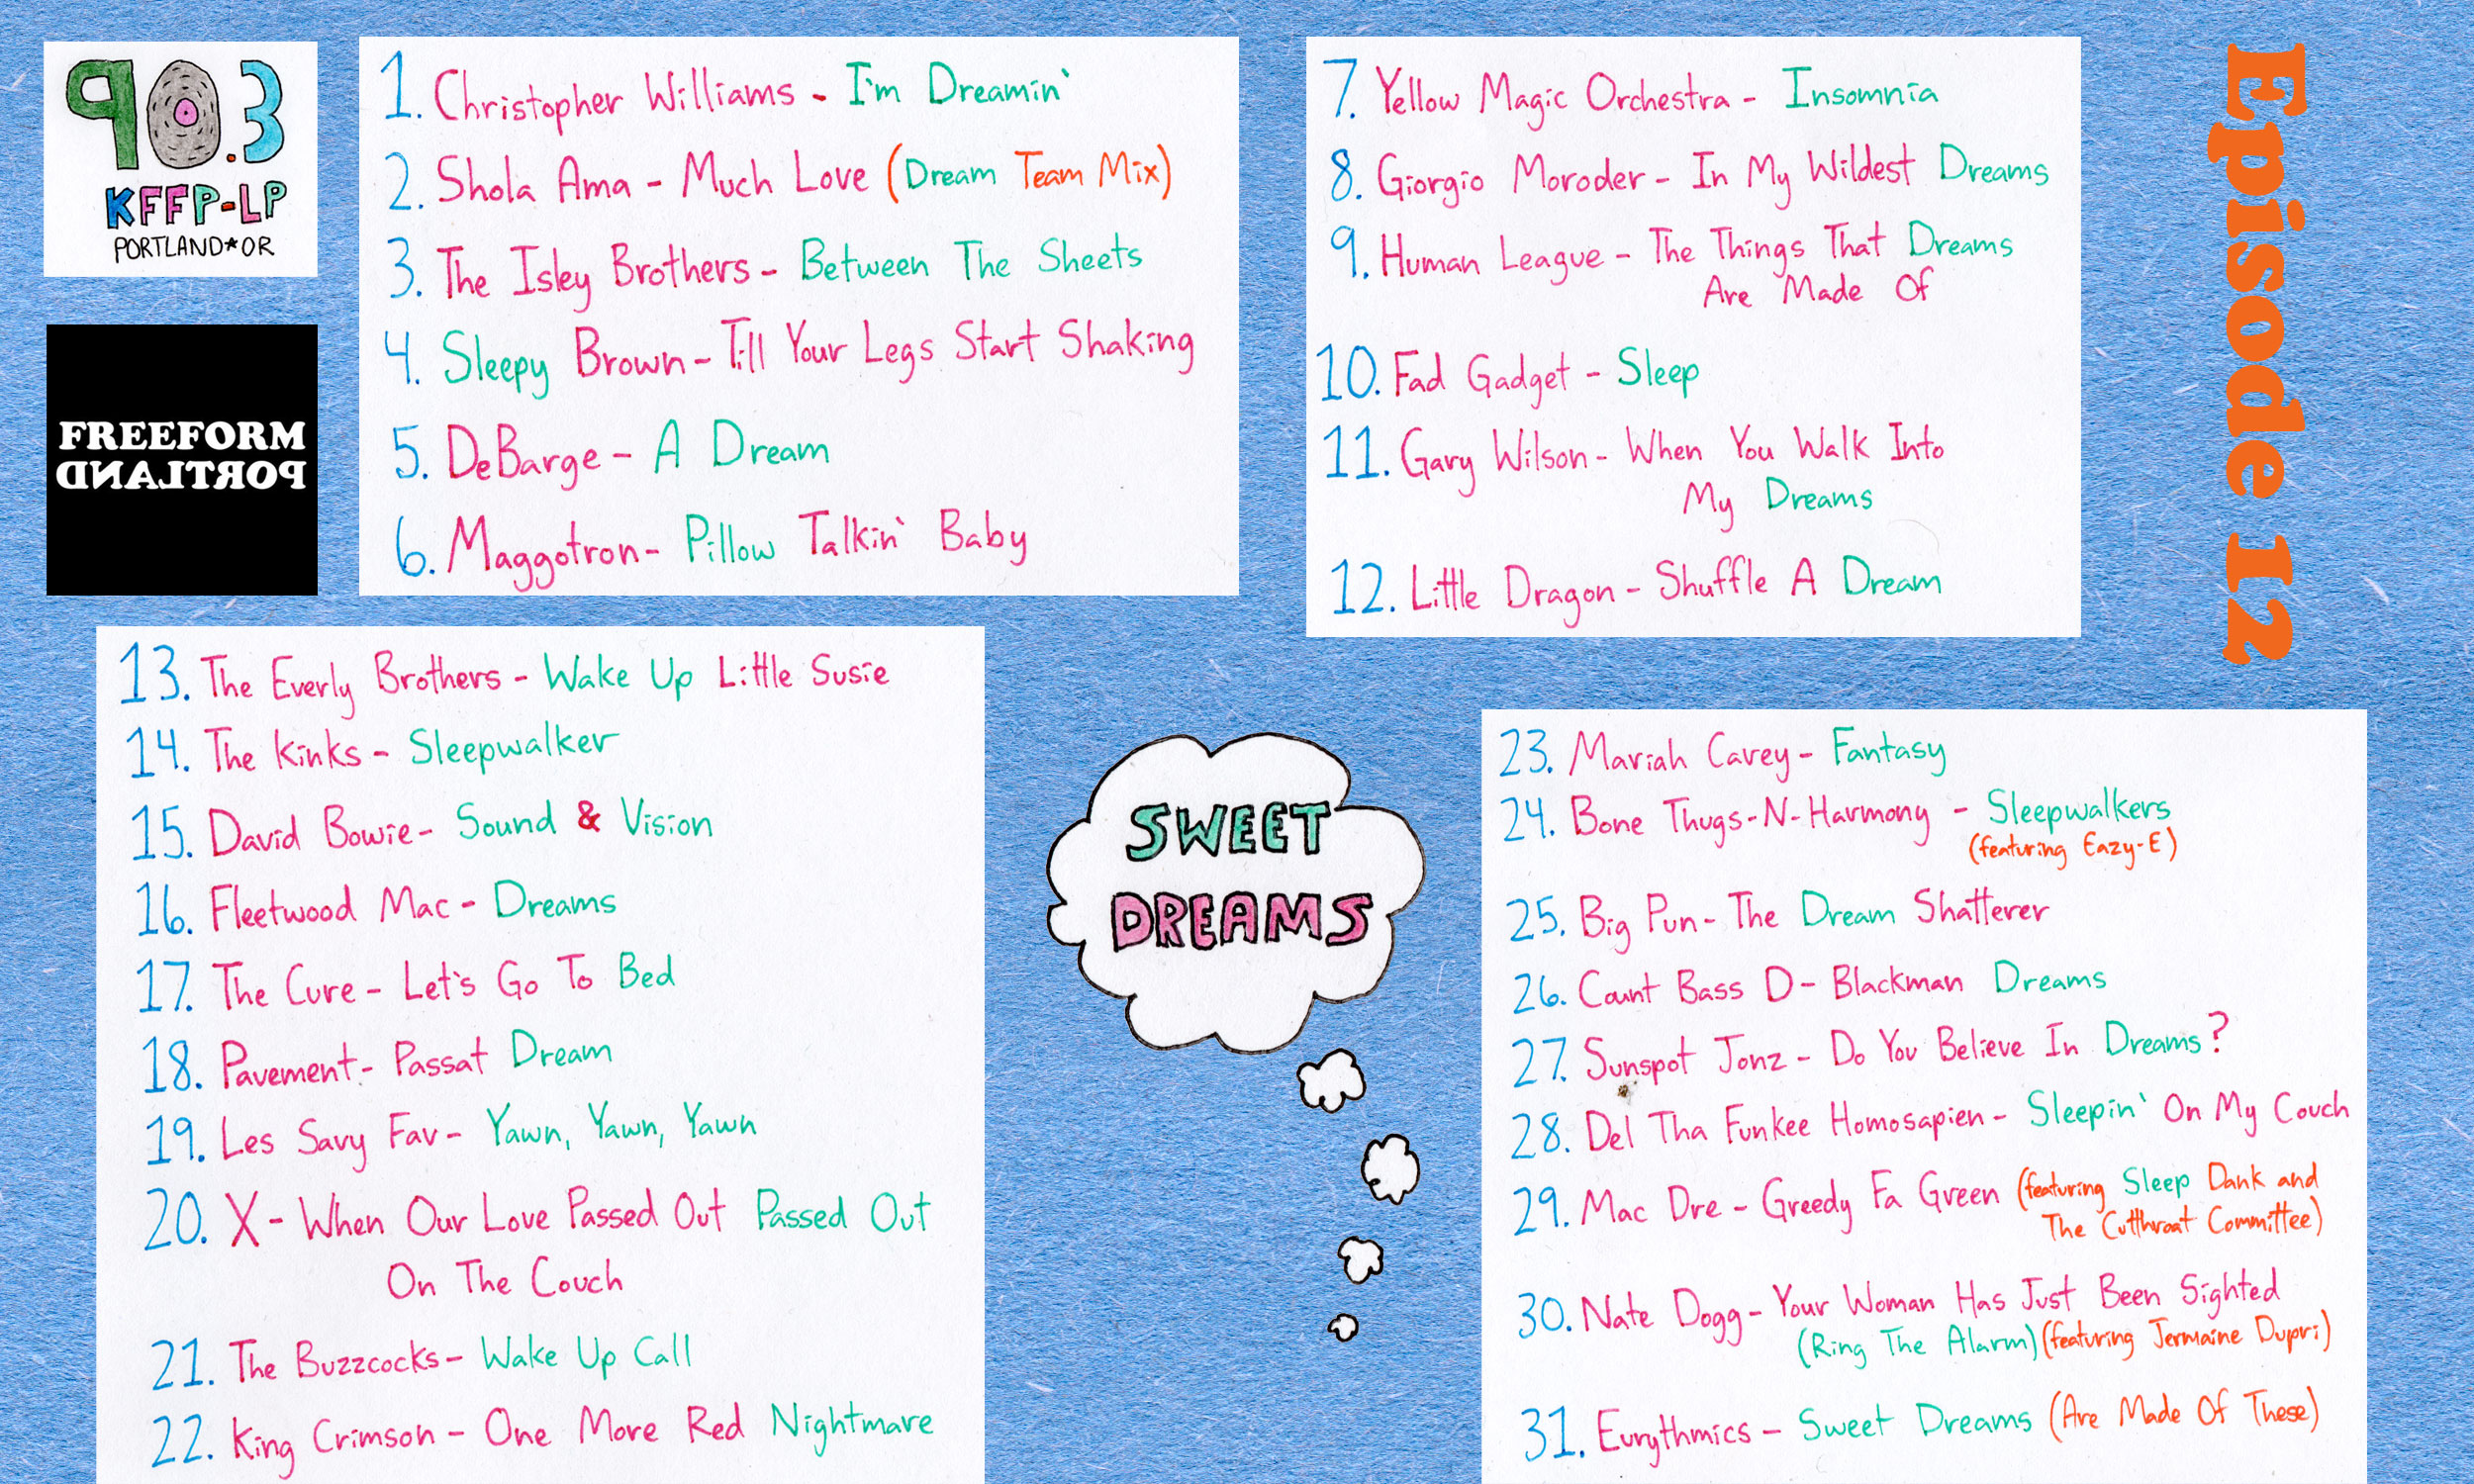 90.3
KFFP-LP
PORTLAND*OR
FREEFORM
PORTLAND
1. Christopher Williams - I'm Dreamin'
2. Shola Ama - Much Love (Dream Team Mix)
3. The Isley Brothers - Between The Sheets
4. Sleepy Brown - Till Your Legs Start Shaking
5. DeBarge - A Dream
6. Maggotron - Pillow Talkin' Baby
7. Yellow Magic Orchestra - Insomnia
8. Giorgio Moroder - In My Wildest Dreams
9. Human League - The Things That Dreams
Are Made Of
10. Fad Gadget - Sleep
11. Gary Wilson - When You Walk Into
My Dreams
12. Little Dragon - Shuffle A Dream
Episode 12
13. The Everly Brothers - Wake Up Little Susie
14. The Kinks - Sleepwalker
15. David Bowie - Sound & Vision
16. Fleetwood Mac - Dreams
17. The Cure - Let's Go To Bed
18. Pavement - Passat Dream
19. Les Savy Fav - Yawn, Yawn, Yawn
20. X - When Our Love Passed Out Passed Out
On The Couch
21. The Buzzcocks - Wake Up Call
22. King Crimson - One More Red Nightmare
SWEET
DREAMS
23. Mariah Carey - Fantasy
24. Bone Thugs-N-Harmony - Sleepwalkers
(featuring Eazy-E)
25. Big Pun - The Dream Shatterer
26. Count Bass D - Blackman Dreams
27. Sunspot Jonz - Do You Believe In Dreams?
28. Del Tha Funkee Homosapien - Sleepin' On My Couch
29. Mac Dre - Greedy Fa Green (featuring Sleep Dank and
The Cutthroat Committee)
30. Nate Dogg - Your Woman Has Just Been Sighted
(Ring The Alarm) (featuring Jermaine Dupri)
31. Eurythmics - Sweet Dreams (Are Made Of These)